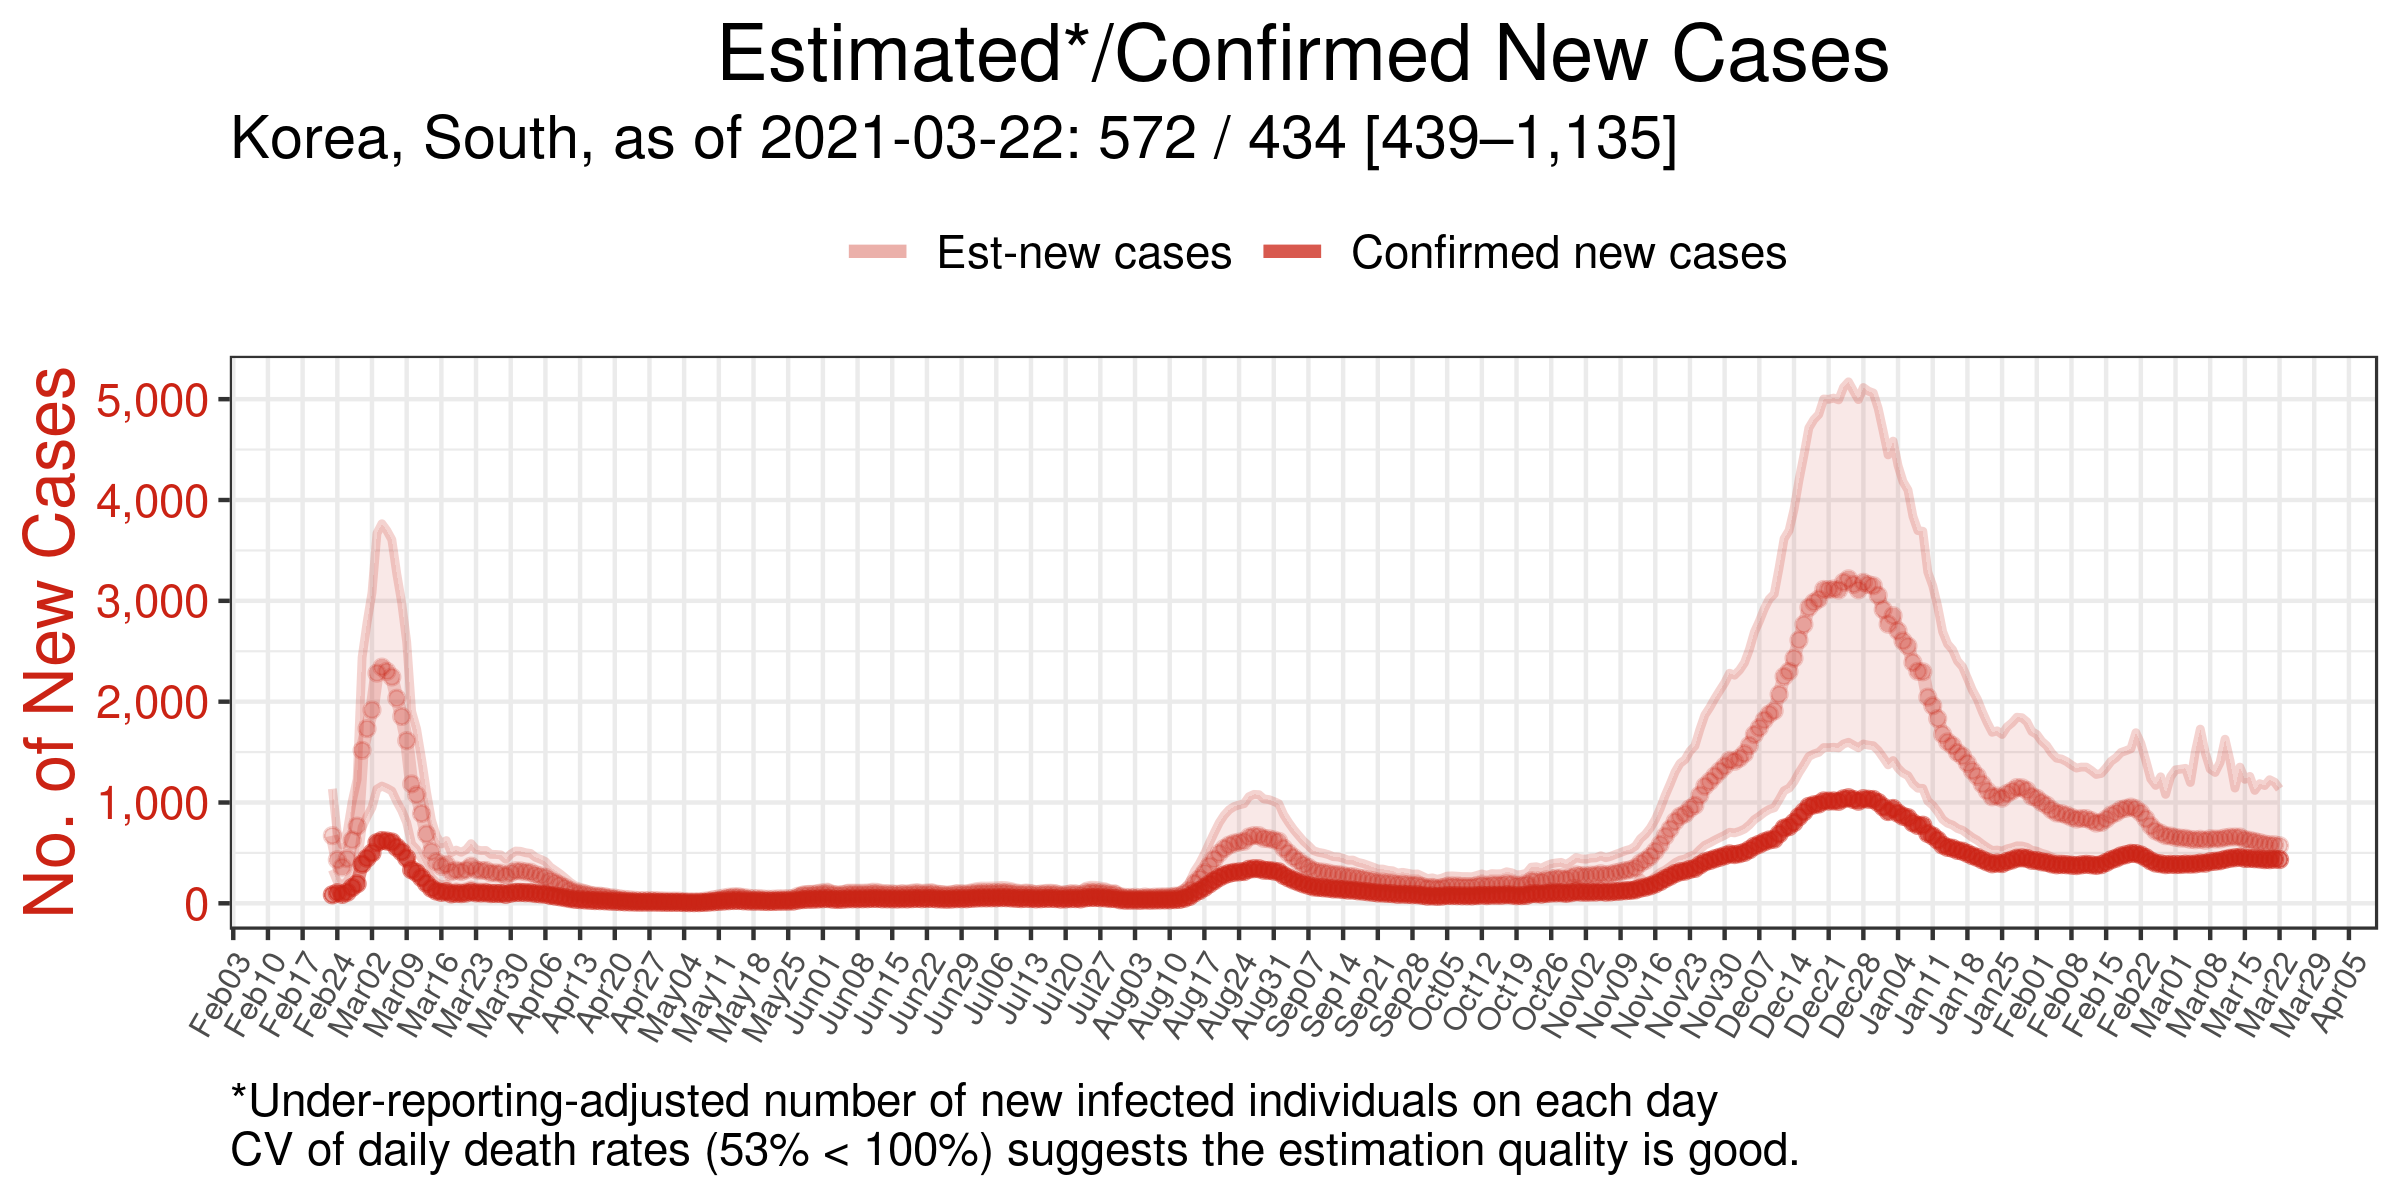 Estimated*/Confirmed New Cases
Korea, South, as of 2021-03-22: 572 / 434 [439–1,135]
Est-new cases
Confirmed new cases
No. of New Cases
5,000
4,000
3,000
2,000
1,000
0
Feb03
Feb10
Feb17
Feb24
Mar02
Mar09
Mar16
Mar23
Mar30
Apr06
Apr13
Apr20
Apr27
May04
May11
May18
May25
Jun01
Jun08
Jun15
Jun22
Jun29
Jul06
Jul13
Jul20
Jul27
Aug03
Aug10
Aug17
Aug24
Aug31
Sep07
Sep14
Sep21
Sep28
Oct05
Oct12
Oct19
Oct26
Nov02
Nov09
Nov16
Nov23
Nov30
Dec07
Dec14
Dec21
Dec28
Jan04
Jan11
Jan18
Jan25
Feb01
Feb08
Feb15
Feb22
Mar01
Mar08
Mar15
Mar22
Mar29
Apr05
*Under-reporting-adjusted number of new infected individuals on each day
CV of daily death rates (53% < 100%) suggests the estimation quality is good.